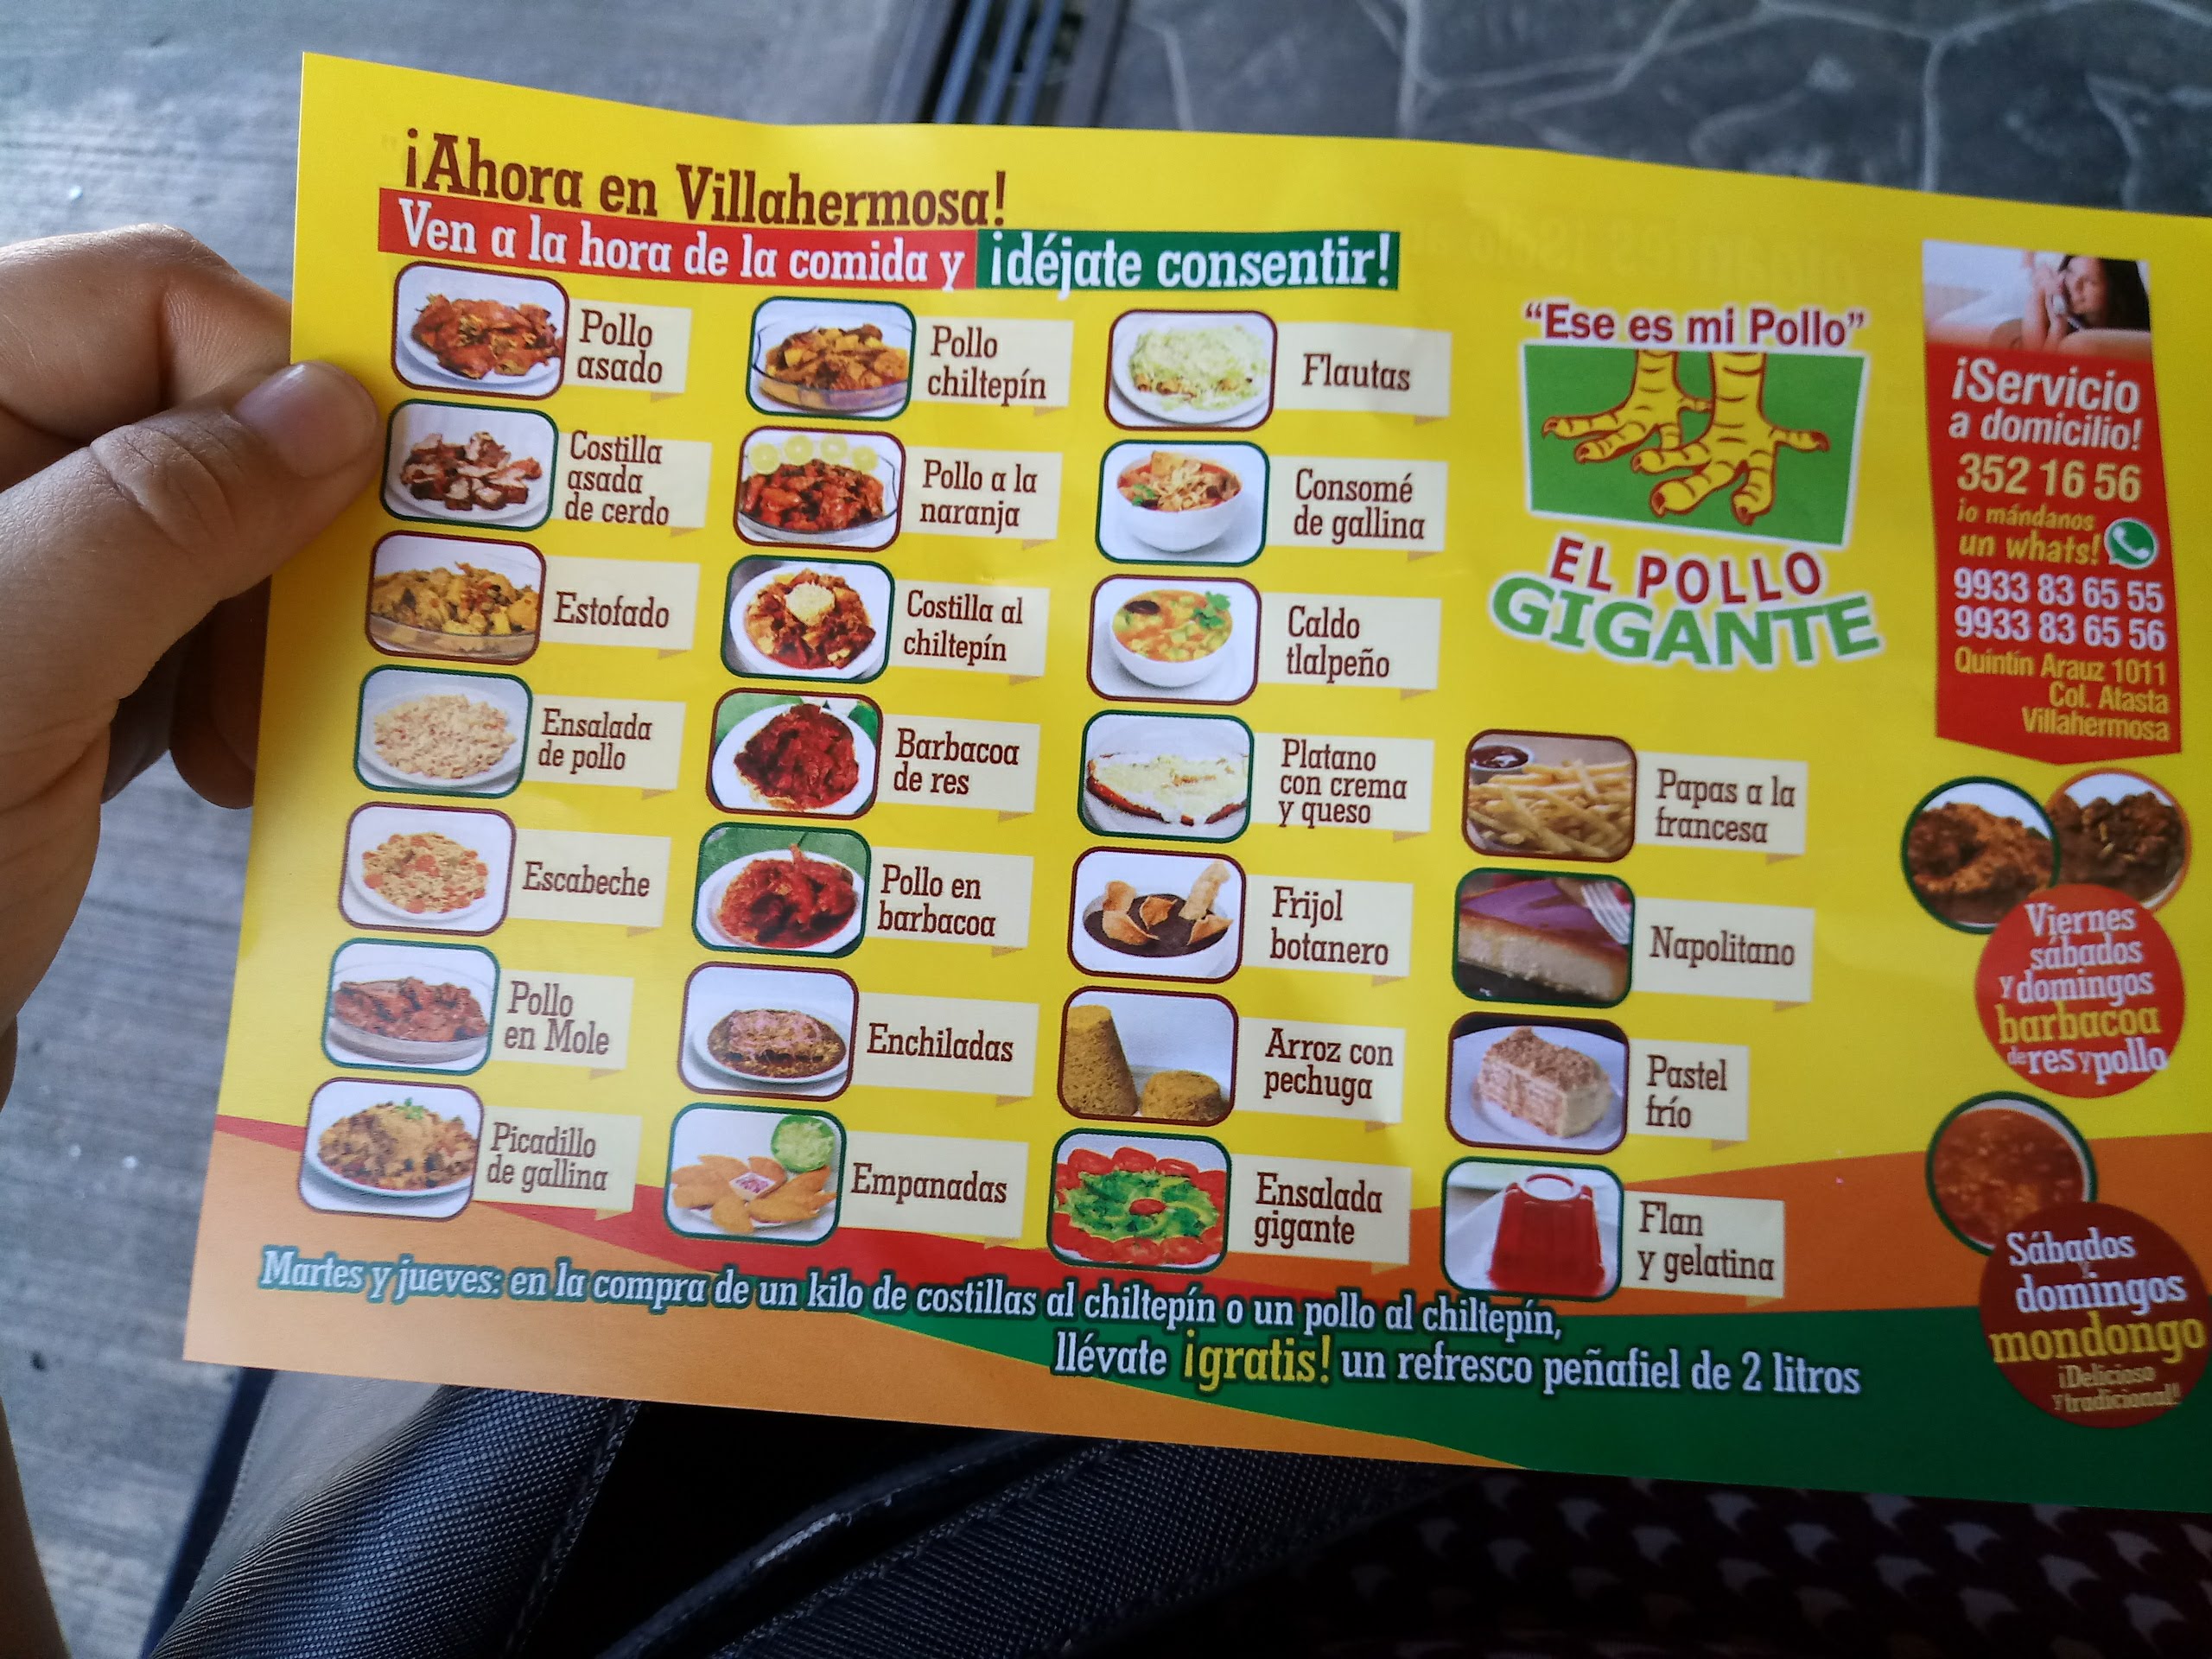 ¡Ahora en Villahermosa!
Ven a la hora de la comida y ¡déjate consentir!
Pollo
asado
Costilla
asada
de cerdo
Estofado
Ensalada
de pollo
Escabeche
Pollo
en Mole
Picadillo
de gallina
Pollo
chiltepín
Pollo a la
naranja
Costilla al
chiltepín
Barbacoa
de res
Pollo en
barbacoa
Enchiladas
Empanadas
Flautas
Consomé
de gallina
Caldo
tlalpeño
Platano
con crema
y queso
Frijol
botanero
Arroz con
pechuga
Ensalada
gigante
"Ese es mi Pollo"
EL POLLO
GIGANTE
Papas a la
francesa
Napolitano
Pastel
frío
Flan
y gelatina
¡Servicio
a domicilio!
352 16 56
¡o mándanos
un whats!
9933 83 65 55
9933 83 65 56
Quintín Arauz 1011
Col. Atasta
Villahermosa
Viernes
sábados
y domingos
barbacoa
de res y pollo
Sábados
y
domingos
mondongo
¡Delicioso
y tradicional!
Martes y jueves: en la compra de un kilo de costillas al chiltepín o un pollo al chiltepín,
llévate ¡gratis! un refresco peñafiel de 2 litros